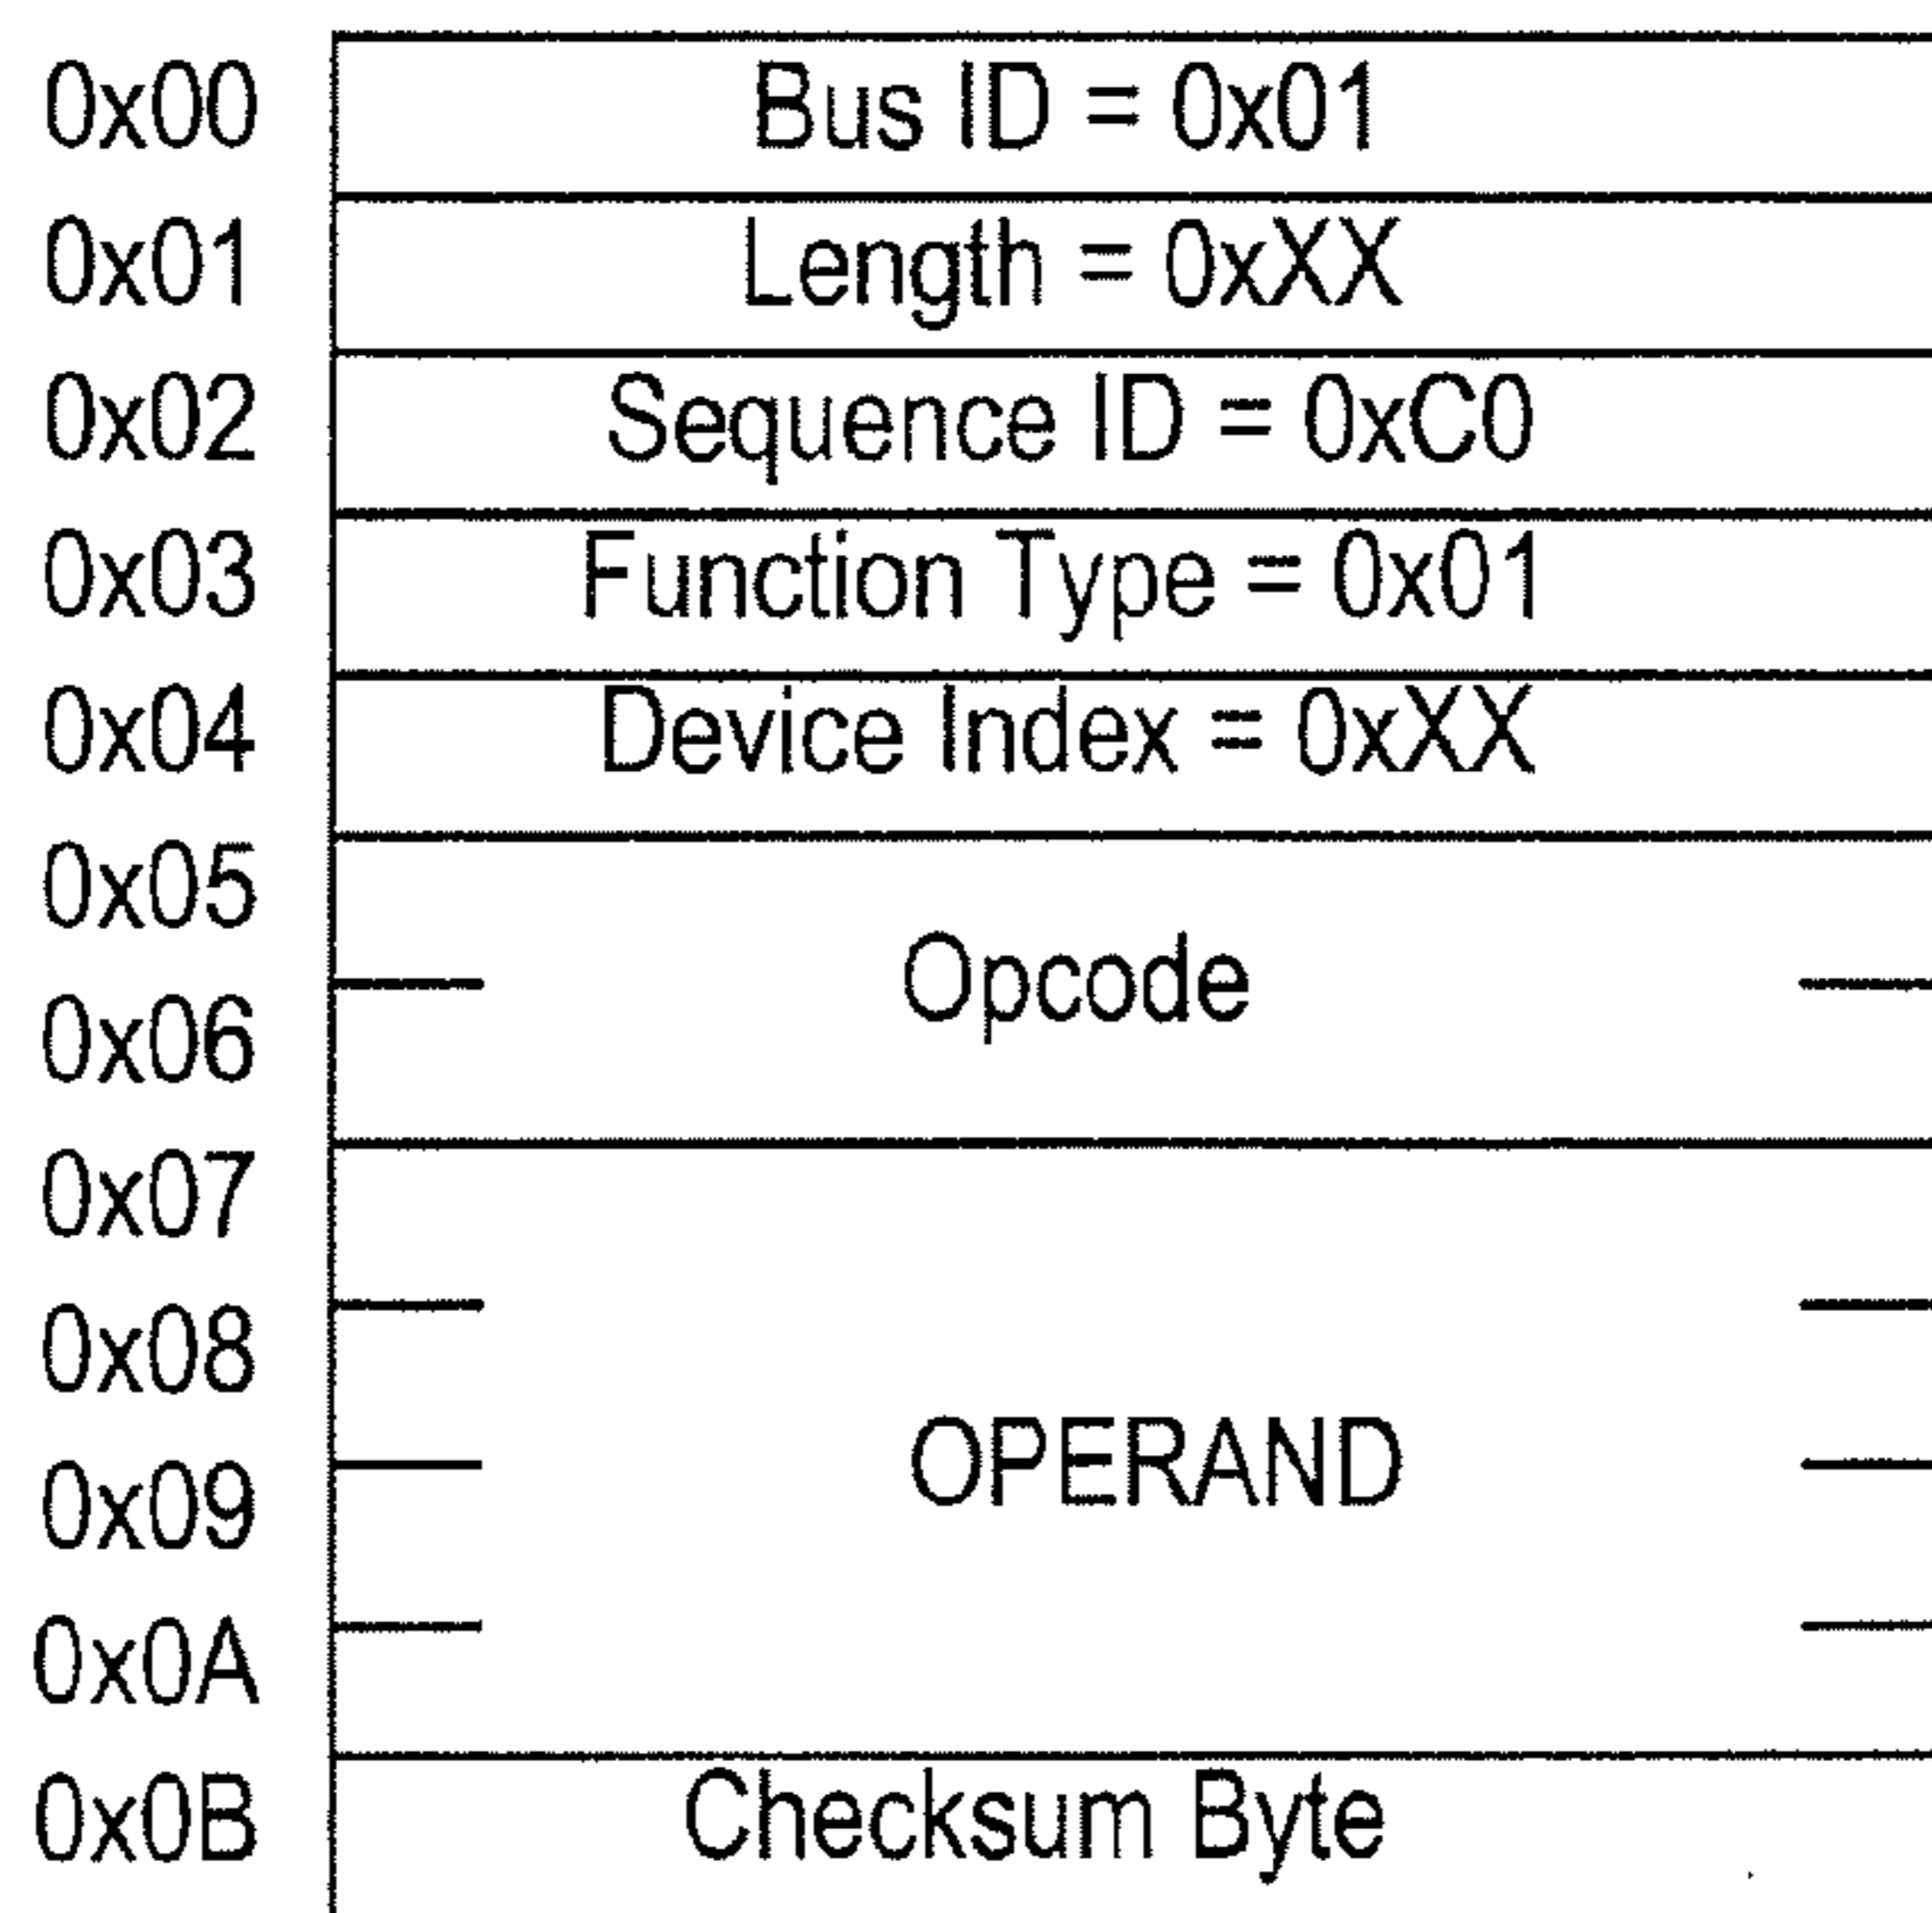 0x00 Bus ID = 0x01
0x01 Length = 0xXX
0x02 Sequence ID = 0xC0
0x03 Function Type = 0x01
0x04 Device Index = 0xXX
0x05
Opcode
0x06
0x07
0x08
OPERAND
0x09
0x0A
0x0B Checksum Byte